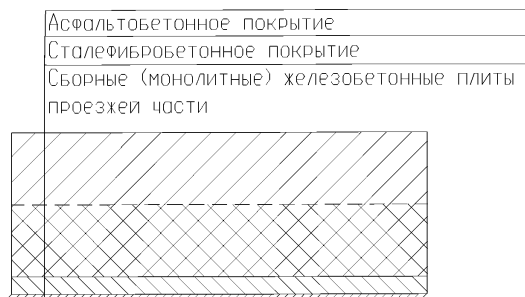 Асфальтобетонное покрытие
Сталефибробетонное покрытие
Сборные (монолитные) железобетонные плиты
проезжей части